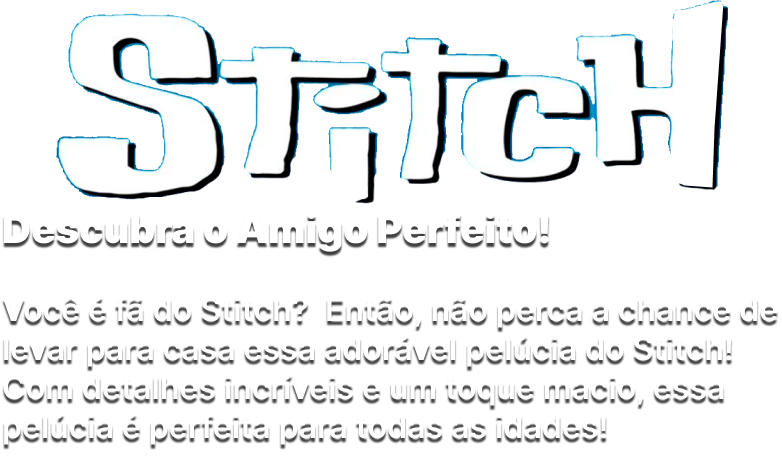 Stitch
Descubra o Amigo Perfeito!
Você é fã do Stitch? Então, não perca a chance de
levar para casa essa adorável pelúcia do Stitch!
Com detalhes incríveis e um toque macio, essa
pelúcia é perfeita para todas as idades!